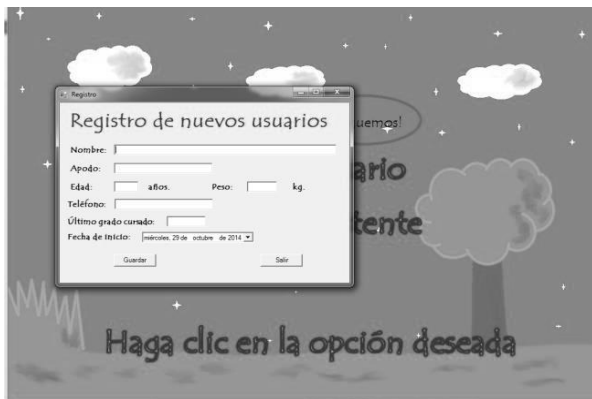 Registro
Registro de nuevos usuarios
Nombre:
Apodo:
Edad: años. Peso: kg.
Teléfono:
Último grado cursado:
Fecha de Inicio: miércoles, 29 de octubre de 2014
Guardar Salir
uemos!
ario
tente
Haga clic en la opción deseada